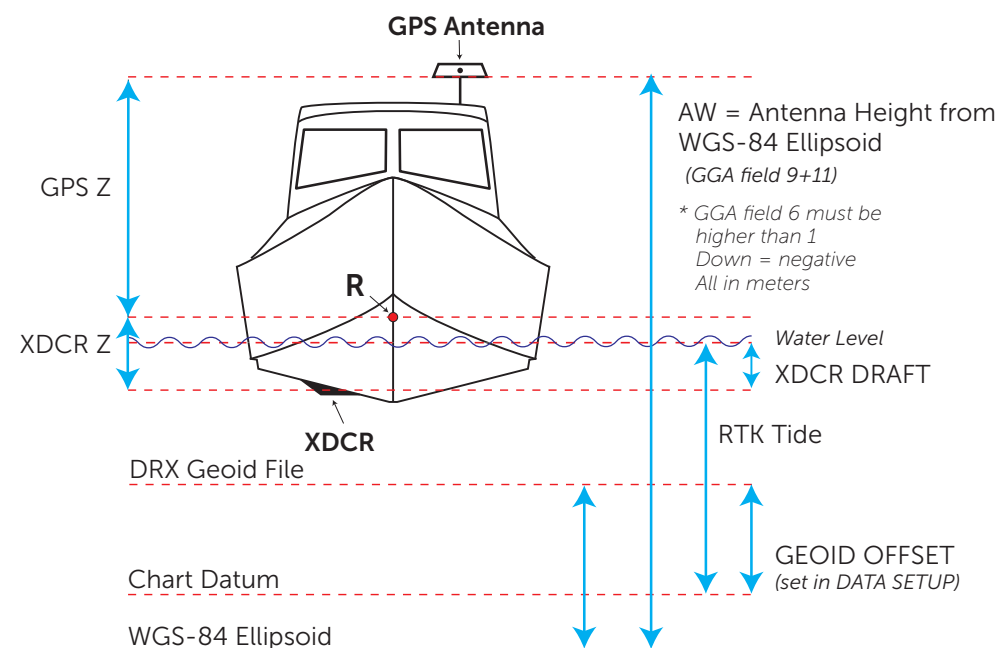 GPS Antenna
AW = Antenna Height from
WGS-84 Ellipsoid
(GGA field 9+11)
GPS Z
* GGA field 6 must be
higher than 1
Down = negative
All in meters
R
XDCR Z
Water Level
XDCR DRAFT
XDCR
RTK Tide
DRX Geoid File
GEOID OFFSET
(set in DATA SETUP)
Chart Datum
WGS-84 Ellipsoid